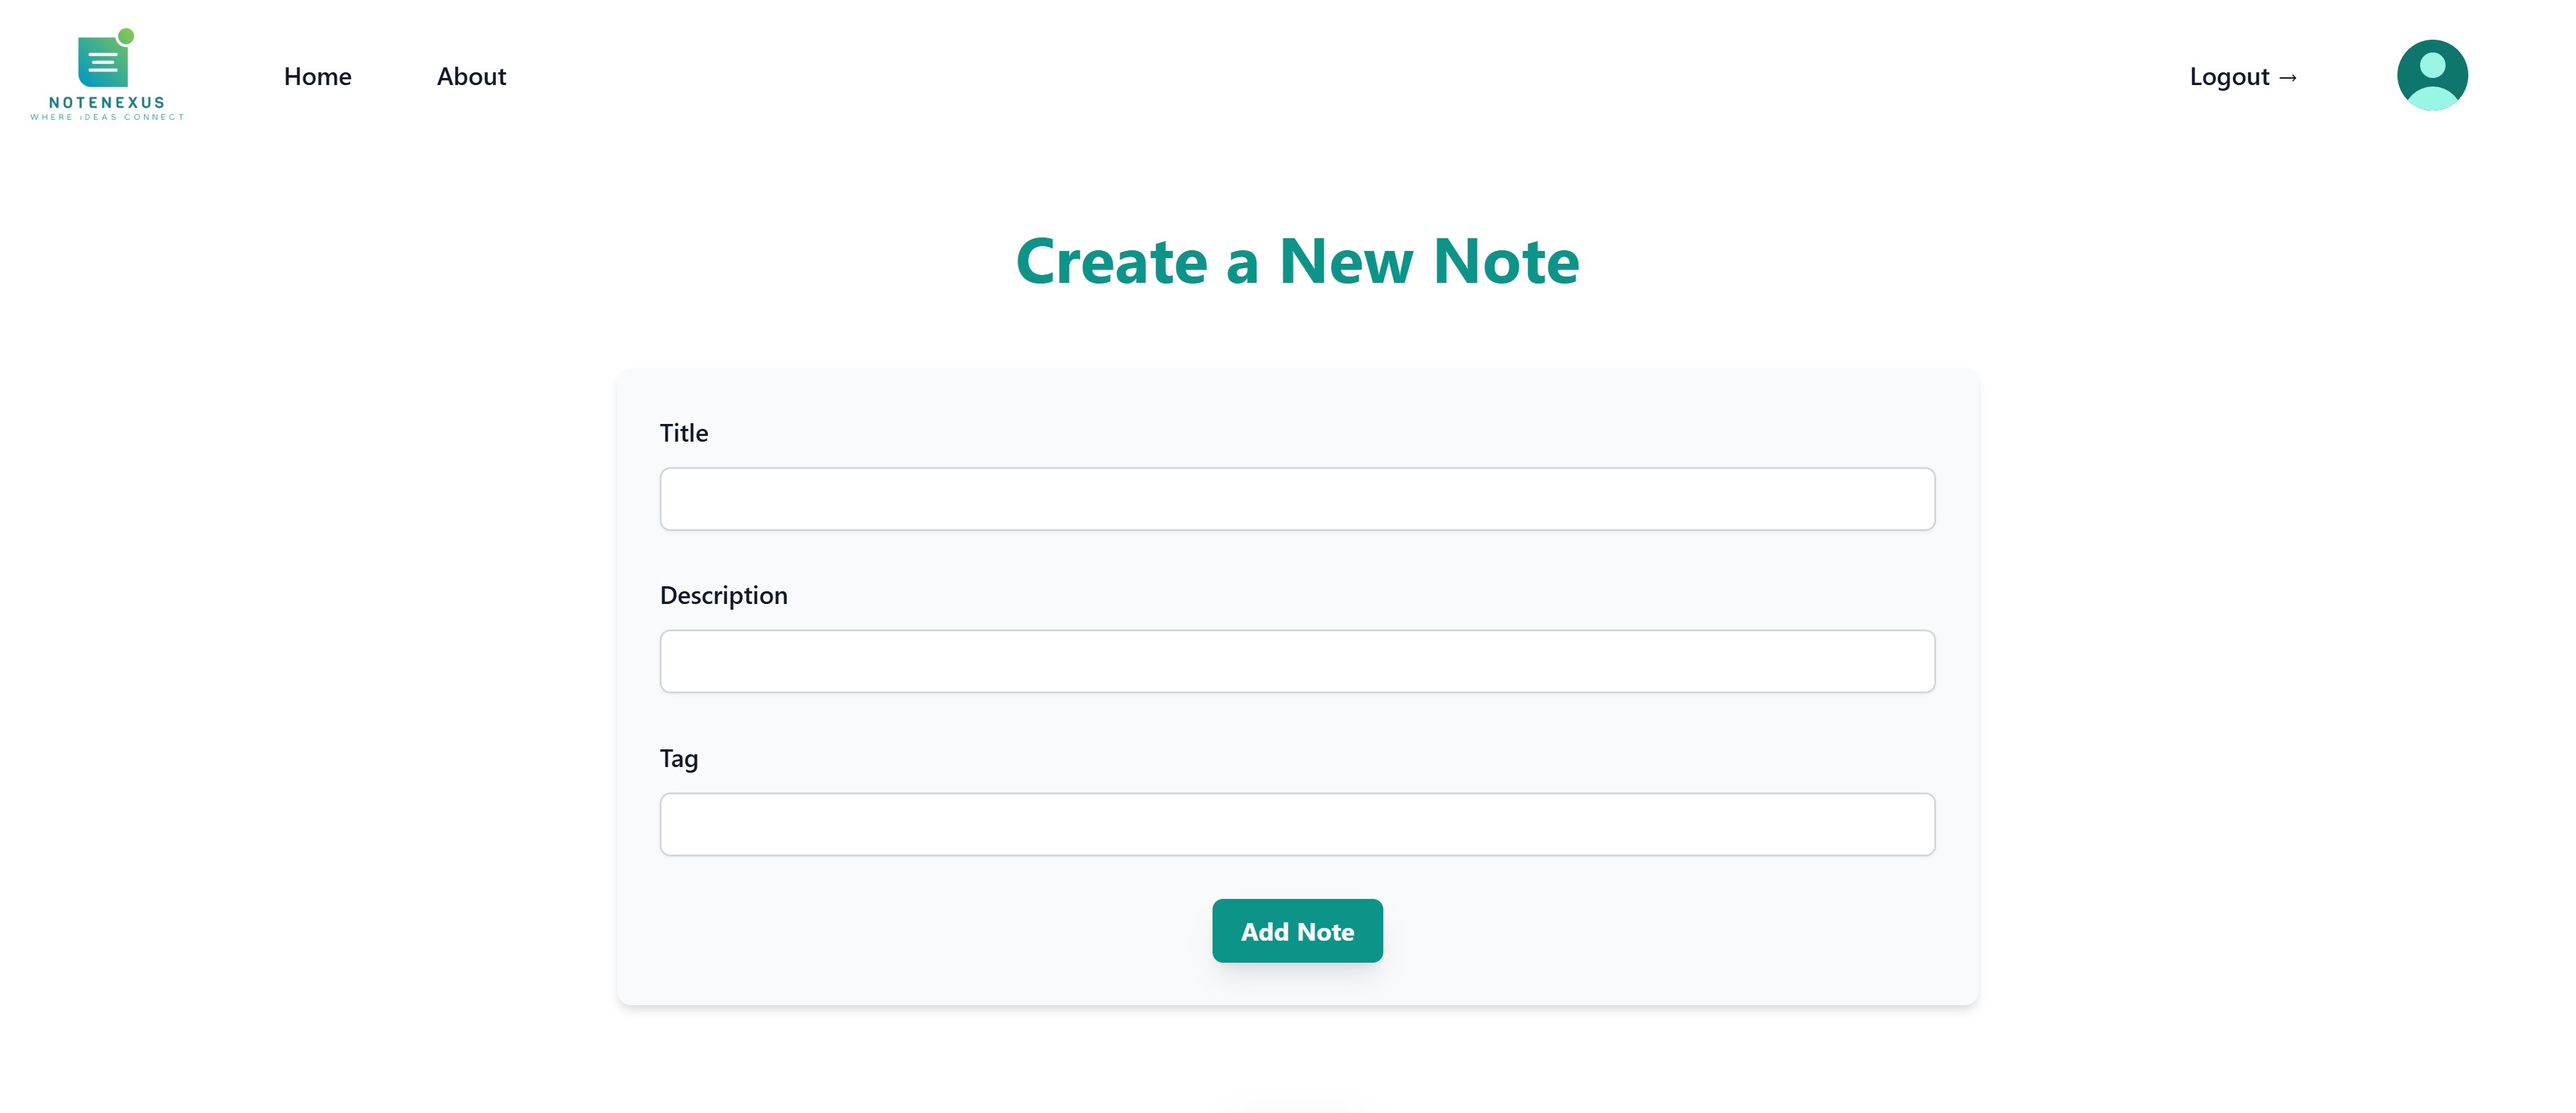 NOTENEXUS
WHERE iDEAS CONNECT
Home
About
Logout →
Create a New Note
Title
Description
Tag
Add Note